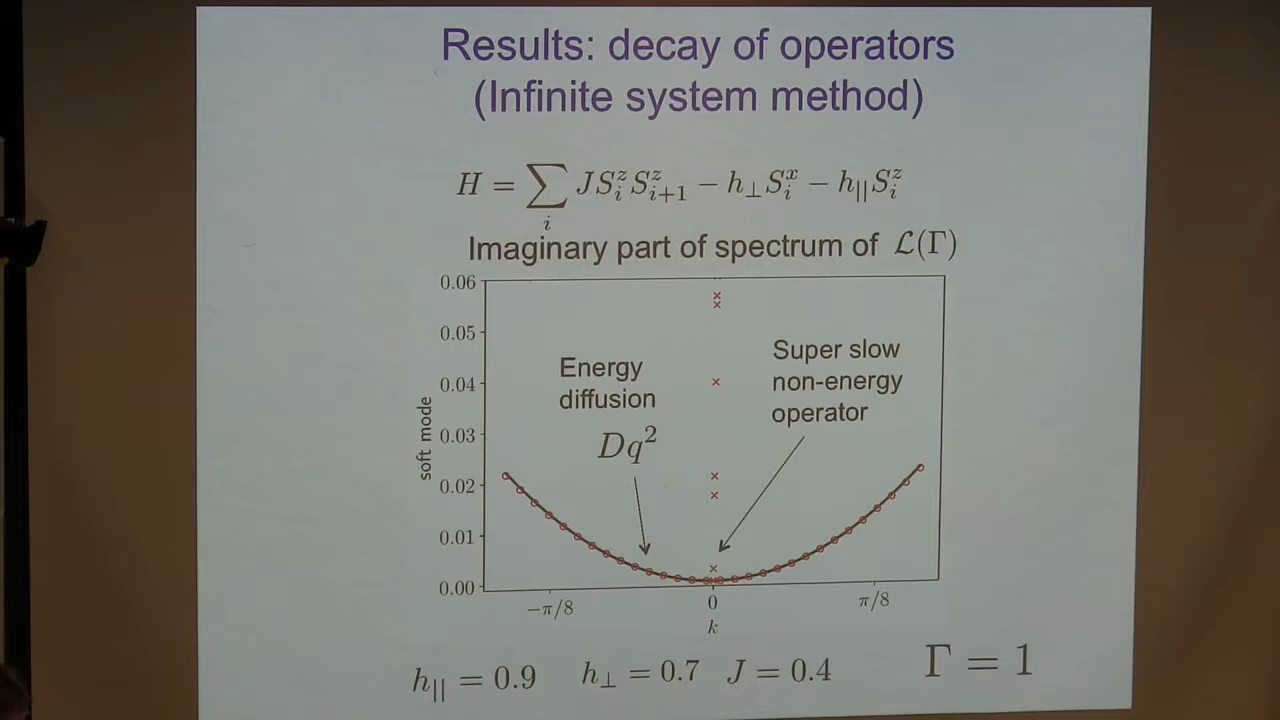 Results: decay of operators
(Infinite system method)
H = ∑_i J S_i^z S_{i+1}^z − h_⊥ S_i^x − h_{||} S_i^z
Imaginary part of spectrum of ℒ(Γ)
0.06
0.05
0.04
0.03
0.02
0.01
0.00
soft mode
Energy
diffusion
Dq²
Super slow
non-energy
operator
−π/8
0
π/8
k
h_{||} = 0.9
h_⊥ = 0.7
J = 0.4
Γ = 1